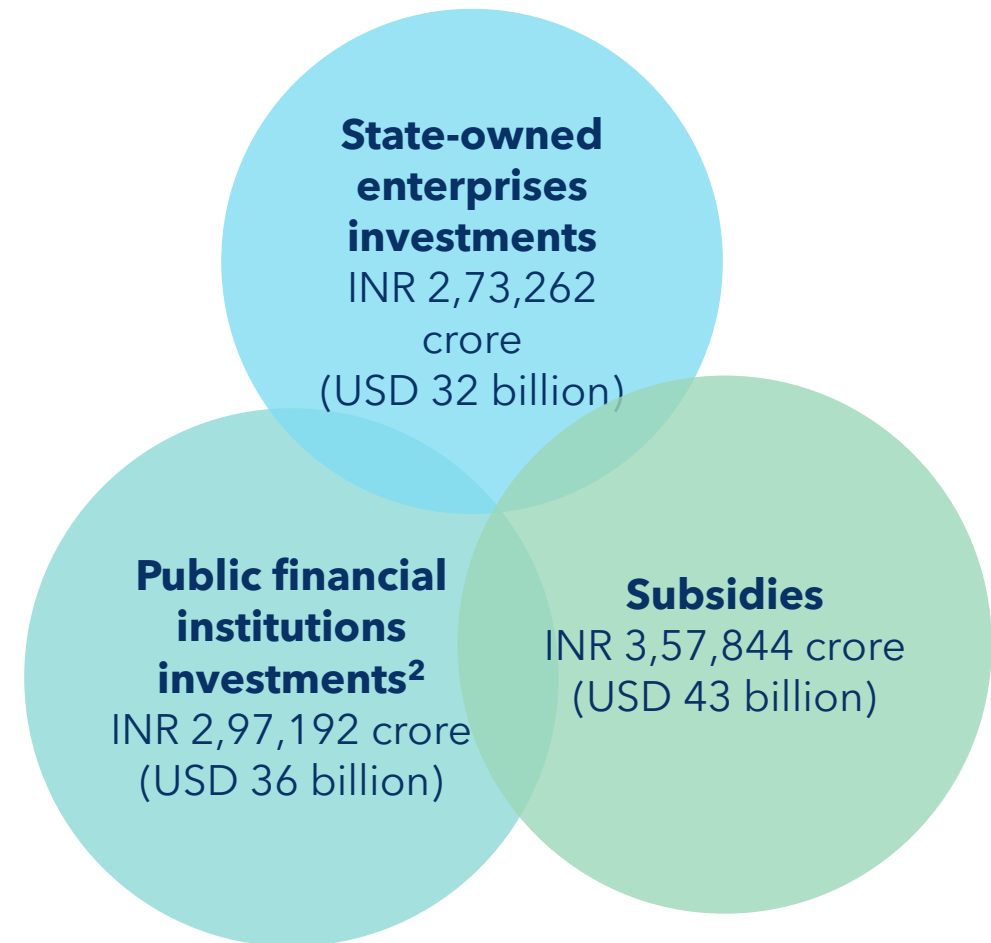 State-owned
enterprises
investments
INR 2,73,262
crore
(USD 32 billion)
Public financial
institutions
investments²
INR 2,97,192 crore
(USD 36 billion)
Subsidies
INR 3,57,844 crore
(USD 43 billion)